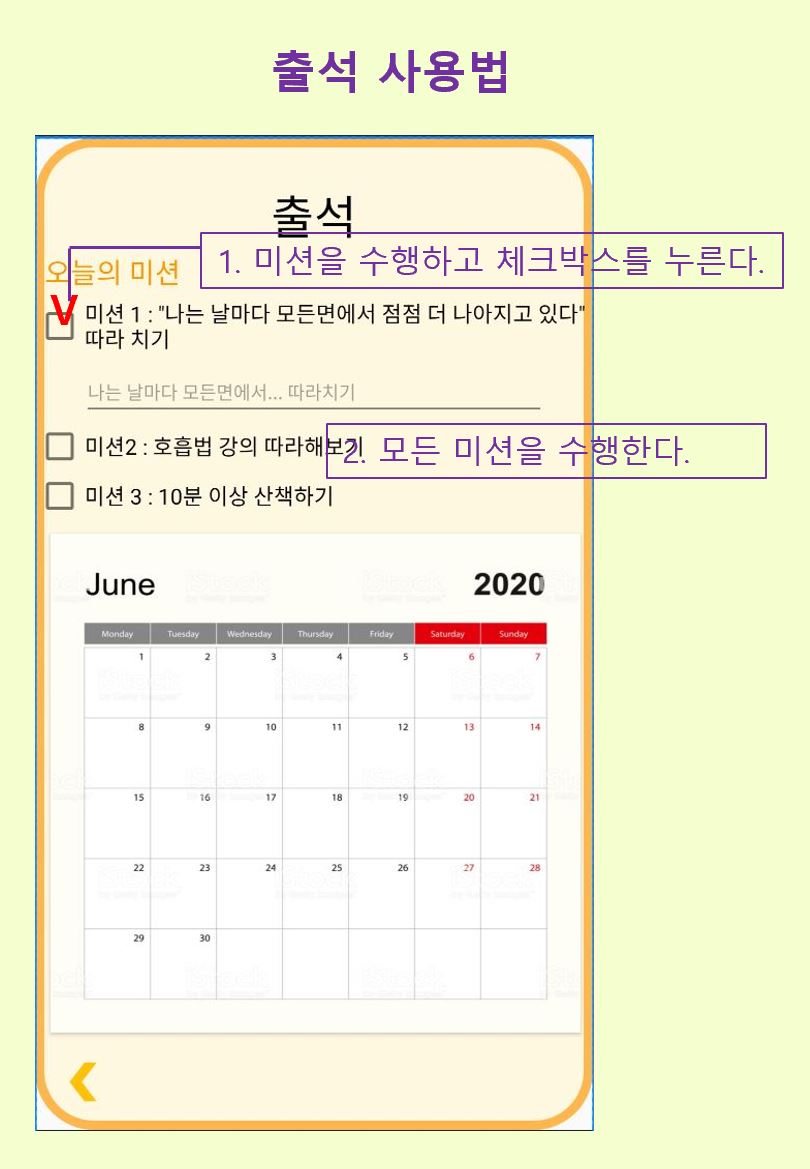 출석 사용법
출석
1. 미션을 수행하고 체크박스를 누른다.
오늘의 미션
V
미션 1 : "나는 날마다 모든면에서 점점 더 나아지고 있다"
따라 치기
나는 날마다 모든면에서... 따라치기
미션2 : 호흡법 강의 따라해보기
2. 모든 미션을 수행한다.
미션 3 : 10분 이상 산책하기
June 2020
Monday Tuesday Wednesday Thursday Friday Saturday Sunday
1 2 3 4 5 6 7
8 9 10 11 12 13 14
15 16 17 18 19 20 21
22 23 24 25 26 27 28
29 30